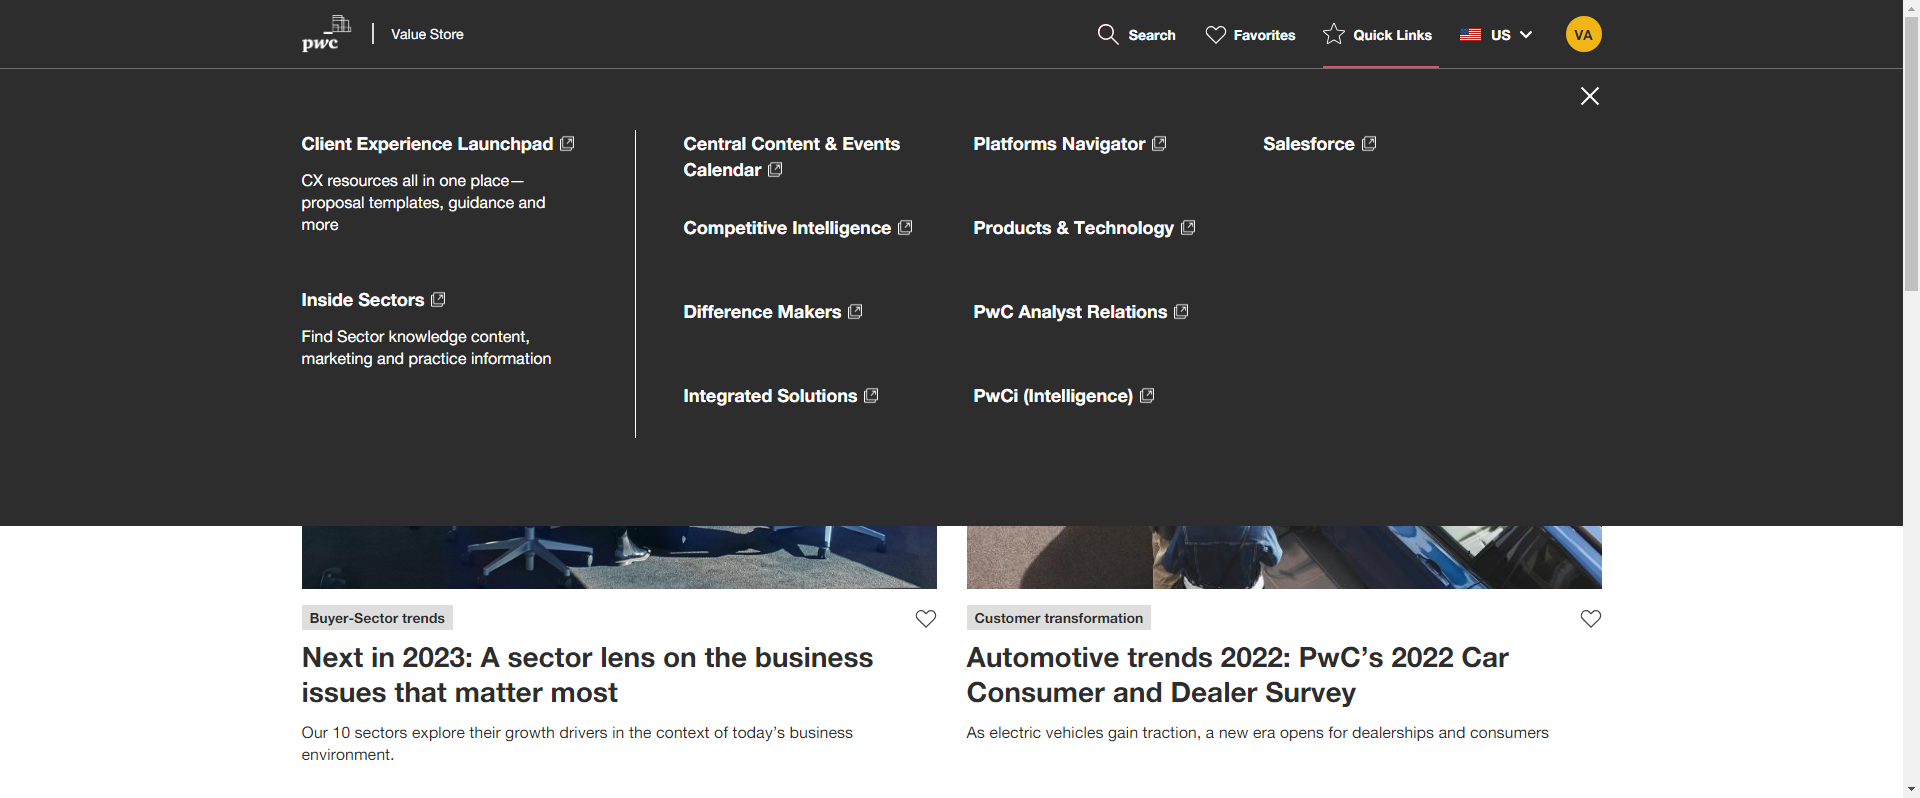 pwc
Value Store
Search
Favorites
Quick Links
US
VA
Client Experience Launchpad
CX resources all in one place—
proposal templates, guidance and
more
Inside Sectors
Find Sector knowledge content,
marketing and practice information
Central Content & Events
Calendar
Competitive Intelligence
Difference Makers
Integrated Solutions
Platforms Navigator
Products & Technology
PwC Analyst Relations
PwCi (Intelligence)
Salesforce
Buyer-Sector trends
Next in 2023: A sector lens on the business
issues that matter most
Our 10 sectors explore their growth drivers in the context of today’s business
environment.
Customer transformation
Automotive trends 2022: PwC’s 2022 Car
Consumer and Dealer Survey
As electric vehicles gain traction, a new era opens for dealerships and consumers